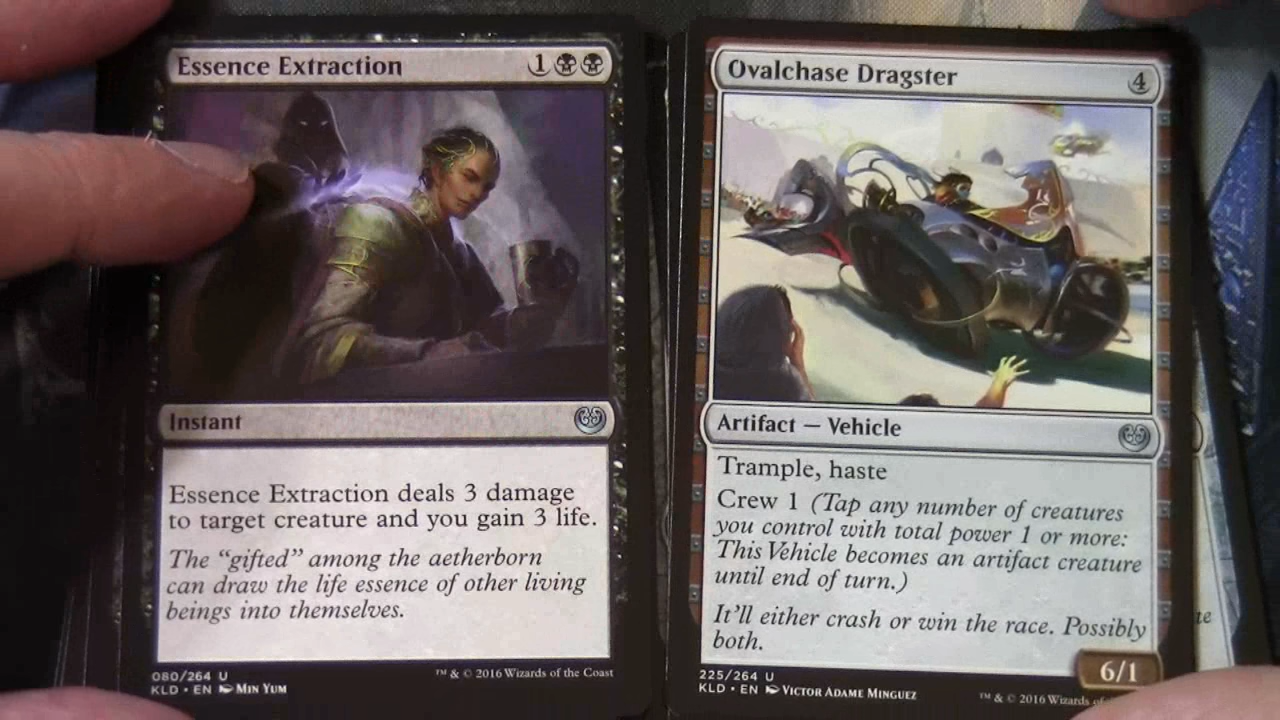 Essence Extraction 1
Instant
Essence Extraction deals 3 damage
to target creature and you gain 3 life.
The “gifted” among the aetherborn
can draw the life essence of other living
beings into themselves.
080/264 U
KLD • EN Min Yum
™ & © 2016 Wizards of the Coast
Ovalchase Dragster 4
Artifact — Vehicle
Trample, haste
Crew 1 (Tap any number of creatures
you control with total power 1 or more:
This Vehicle becomes an artifact creature
until end of turn.)
It’ll either crash or win the race. Possibly
both.
6/1
225/264 U
KLD • EN Victor Adame Minguez
™ & © 2016 Wizards of
te